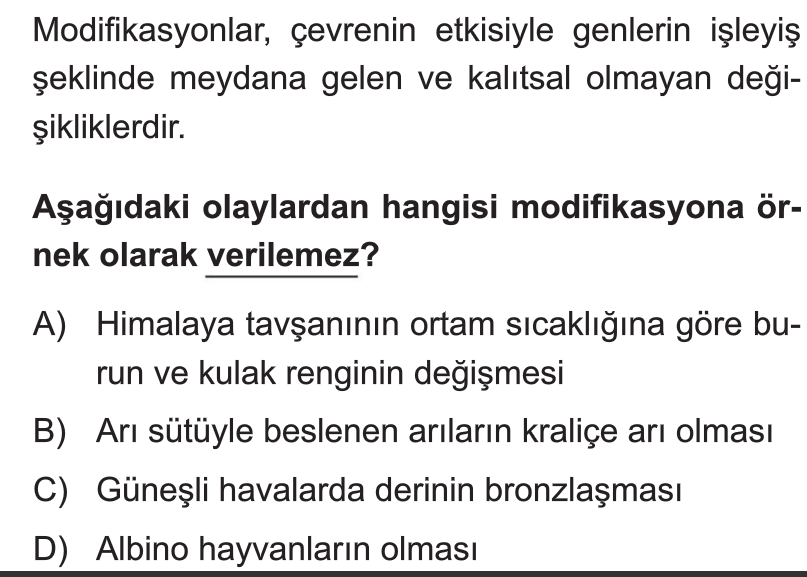 Modifikasyonlar, çevrenin etkisiyle genlerin işleyiş
şeklinde meydana gelen ve kalıtsal olmayan deği-
şikliklerdir.
Aşağıdaki olaylardan hangisi modifikasyona ör-
nek olarak verilemez?
A) Himalaya tavşanının ortam sıcaklığına göre bu-
run ve kulak renginin değişmesi
B) Arı sütüyle beslenen arıların kraliçe arı olması
C) Güneşli havalarda derinin bronzlaşması
D) Albino hayvanların olması